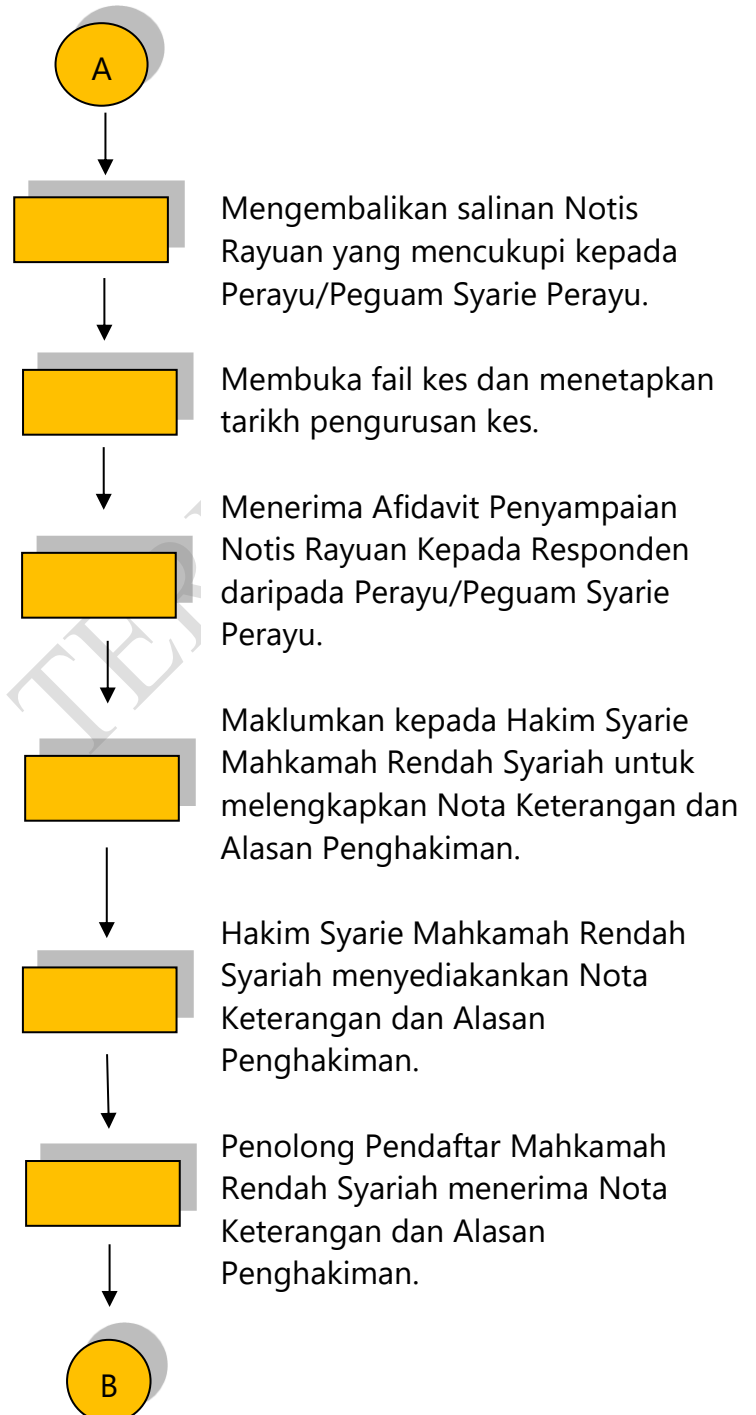 A
Mengembalikan salinan Notis
Rayuan yang mencukupi kepada
Perayu/Peguam Syarie Perayu.
Membuka fail kes dan menetapkan
tarikh pengurusan kes.
Menerima Afidavit Penyampaian
Notis Rayuan Kepada Responden
daripada Perayu/Peguam Syarie
Perayu.
Maklumkan kepada Hakim Syarie
Mahkamah Rendah Syariah untuk
melengkapkan Nota Keterangan dan
Alasan Penghakiman.
Hakim Syarie Mahkamah Rendah
Syariah menyediakankan Nota
Keterangan dan Alasan
Penghakiman.
Penolong Pendaftar Mahkamah
Rendah Syariah menerima Nota
Keterangan dan Alasan
Penghakiman.
B